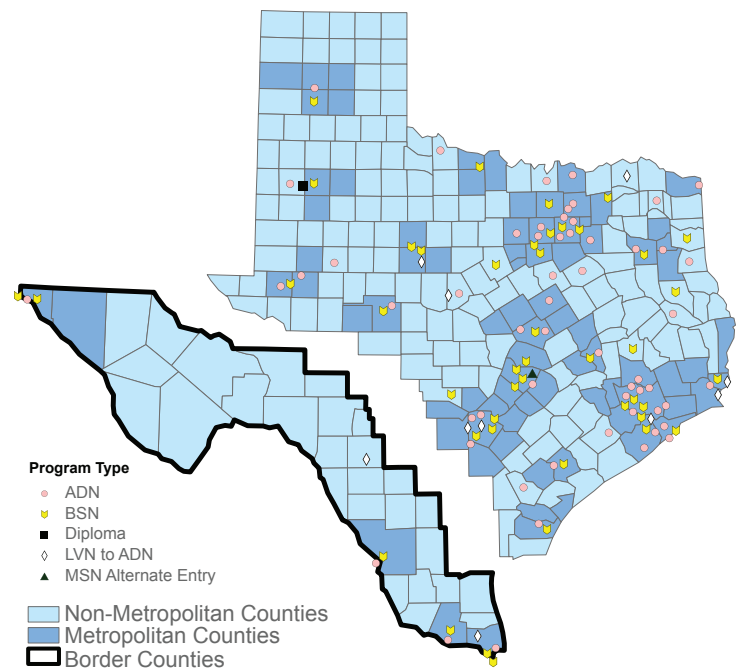 Program Type
ADN
BSN
Diploma
LVN to ADN
MSN Alternate Entry
Non-Metropolitan Counties
Metropolitan Counties
Border Counties